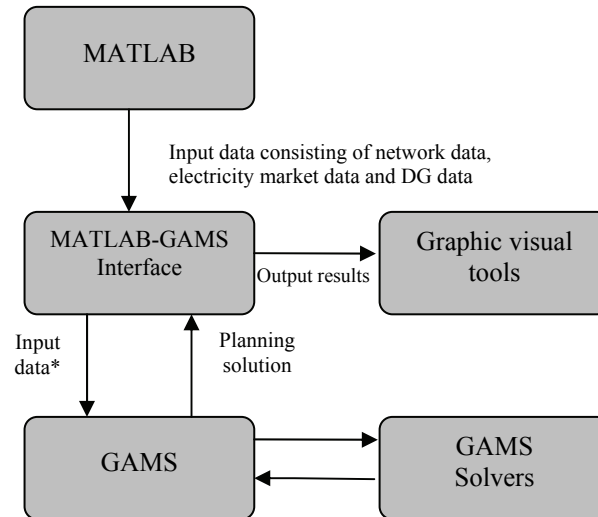 MATLAB
Input data consisting of network data,
electricity market data and DG data
MATLAB-GAMS
Interface
Output results
Graphic visual
tools
Input
data*
Planning
solution
GAMS
GAMS
Solvers